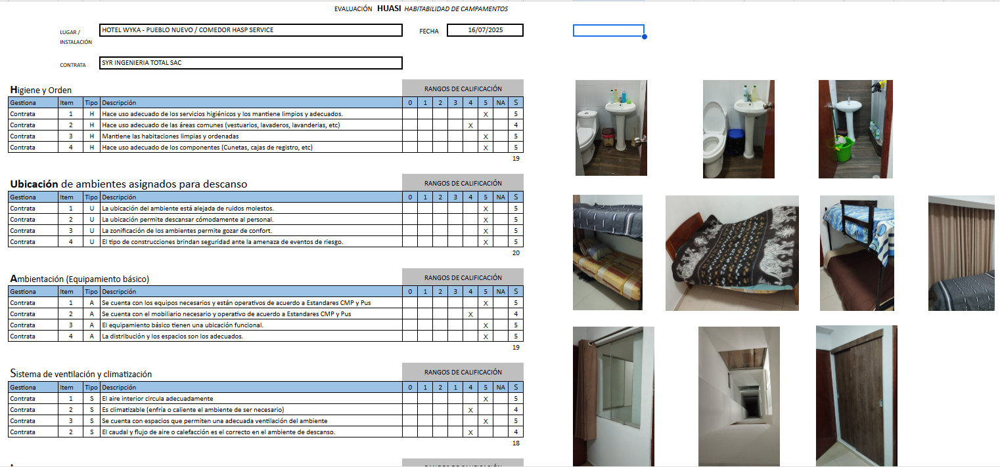 EVALUACIÓN HUASI HABITABILIDAD DE CAMPAMENTOS
LUGAR / INSTALACIÓN HOTEL WYKA - PUEBLO NUEVO / COMEDOR HASP SERVICE FECHA 16/07/2025
CONTRATA SYR INGENIERIA TOTAL SAC
Higiene y Orden RANGOS DE CALIFICACIÓN
Gestiona Item Tipo Descripción 0 1 2 3 4 5 NA S
Contrata 1 H Hace uso adecuado de los servicios higiénicos y los mantiene limpios y adecuados. X 5
Contrata 2 H Hace uso adecuado de las áreas comunes (vestuarios, lavaderos, lavanderias, etc) X 4
Contrata 3 H Mantiene las habitaciones limpias y ordenadas X 5
Contrata 4 H Hace uso adecuado de los componentes (Cunetas, cajas de registro, etc) X 5
19
Ubicación de ambientes asignados para descanso RANGOS DE CALIFICACIÓN
Gestiona Item Tipo Descripción 0 1 2 3 4 5 NA S
Contrata 1 U La ubicación del ambiente está alejada de ruidos molestos. X 5
Contrata 2 U La ubicación permite descansar cómodamente al personal. X 5
Contrata 3 U La zonificación de los ambientes permite gozar de confort. X 5
Contrata 4 U El tipo de construcciones brindan seguridad ante la amenaza de eventos de riesgo. X 5
20
Ambientación (Equipamiento básico) RANGOS DE CALIFICACIÓN
Gestiona Item Tipo Descripción 0 1 2 3 4 5 NA S
Contrata 1 A Se cuenta con los equipos necesarios y están operativos de acuerdo a Estandares CMP y Pus X 5
Contrata 2 A Se cuenta con el mobiliario necesario y operativo de acuerdo a Estandares CMP y Pus X 4
Contrata 3 A El equipamiento básico tienen una ubicación funcional. X 5
Contrata 4 A La distribución y los espacios son los adecuados. X 5
19
Sistema de ventilación y climatización RANGOS DE CALIFICACIÓN
Gestiona Item Tipo Descripción 0 1 2 1 4 5 NA S
Contrata 1 S El aire interior circula adecuadamente X 5
Contrata 2 S Es climatizable (enfría o caliente el ambiente de ser necesario) X 4
Contrata 3 S Se cuenta con espacios que permiten una adecuada ventilación del ambiente X 5
Contrata 2 S El caudal y flujo de aire o calefacción es el correcto en el ambiente de descanso. X 4
18